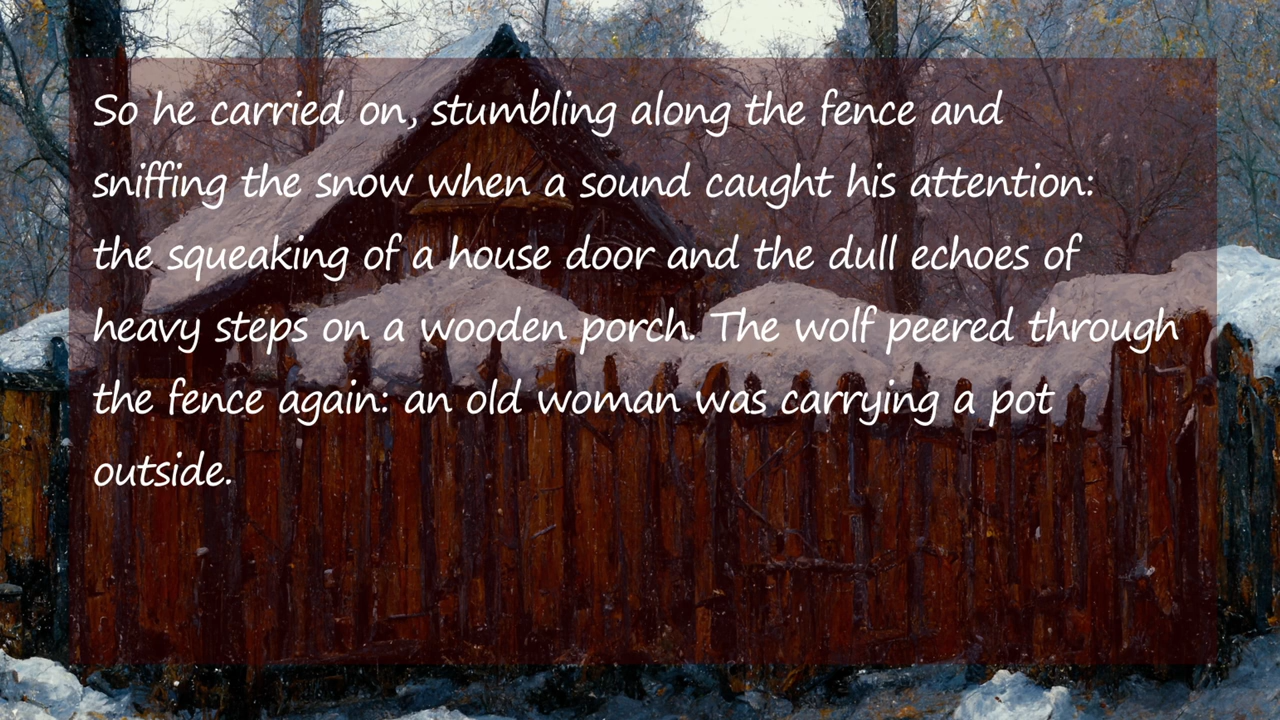 So he carried on, stumbling along the fence and
sniffing the snow when a sound caught his attention:
the squeaking of a house door and the dull echoes of
heavy steps on a wooden porch. The wolf peered through
the fence again: an old woman was carrying a pot
outside.